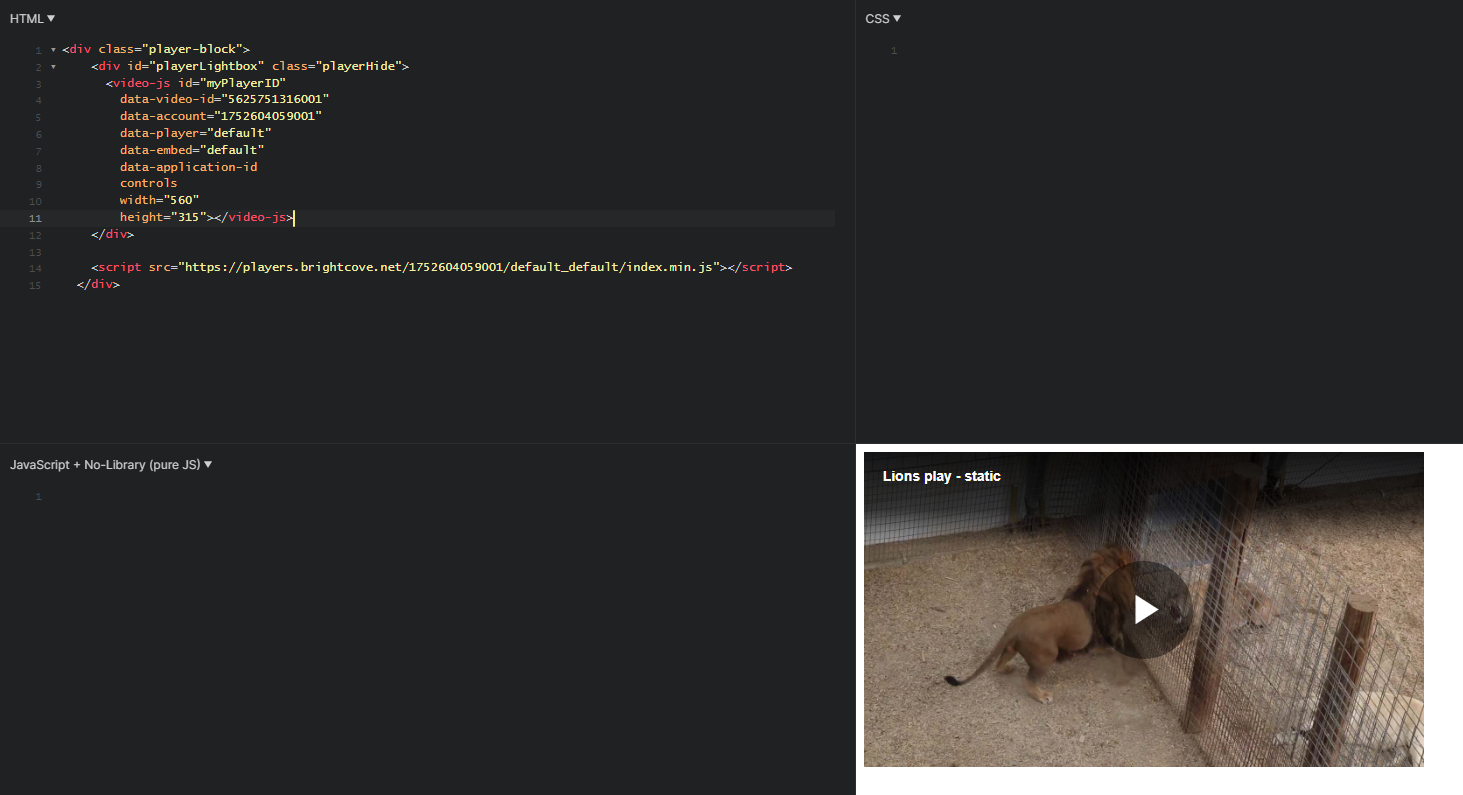 HTML ▼
1 ▾ <div class="player-block">
2 ▾ <div id="playerLightbox" class="playerHide">
3 <video-js id="myPlayerID"
4 data-video-id="5625751316001"
5 data-account="1752604059001"
6 data-player="default"
7 data-embed="default"
8 data-application-id
9 controls
10 width="560"
11 height="315"></video-js>
12 </div>
13
14 <script src="https://players.brightcove.net/1752604059001/default_default/index.min.js"></script>
15 </div>
CSS ▼
1
JavaScript + No-Library (pure JS) ▼
1
Lions play - static